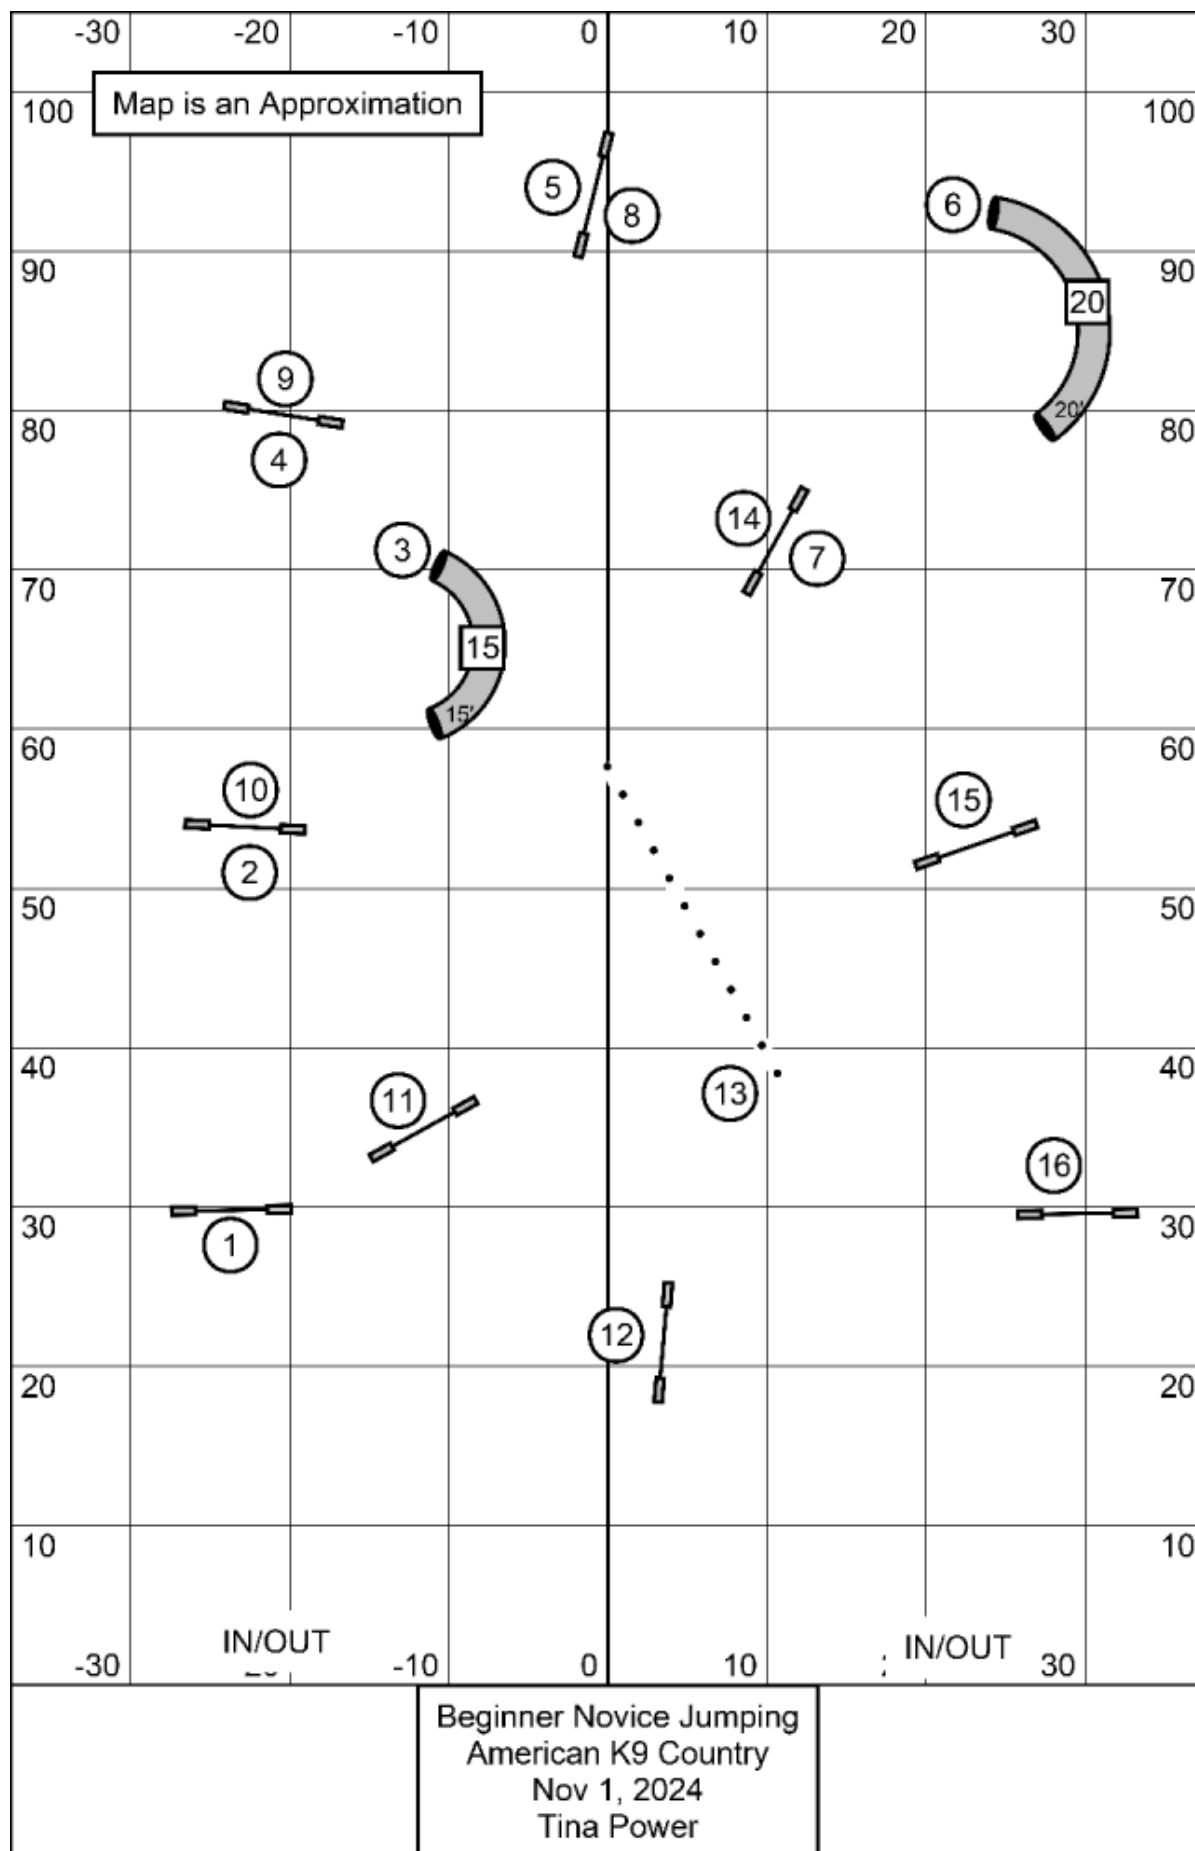 -30 -20 -10 0 10 20 30
100 Map is an Approximation 100
5 8 6
90 90
20
9
80 20' 80
4
14
3 7
70 70
15
15'
60 60
10 15
2
50 50
40 40
11 13
16
30 30
1
12
20 20
10 10
IN/OUT IN/OUT
-30 -10 0 10 30
Beginner Novice Jumping
American K9 Country
Nov 1, 2024
Tina Power